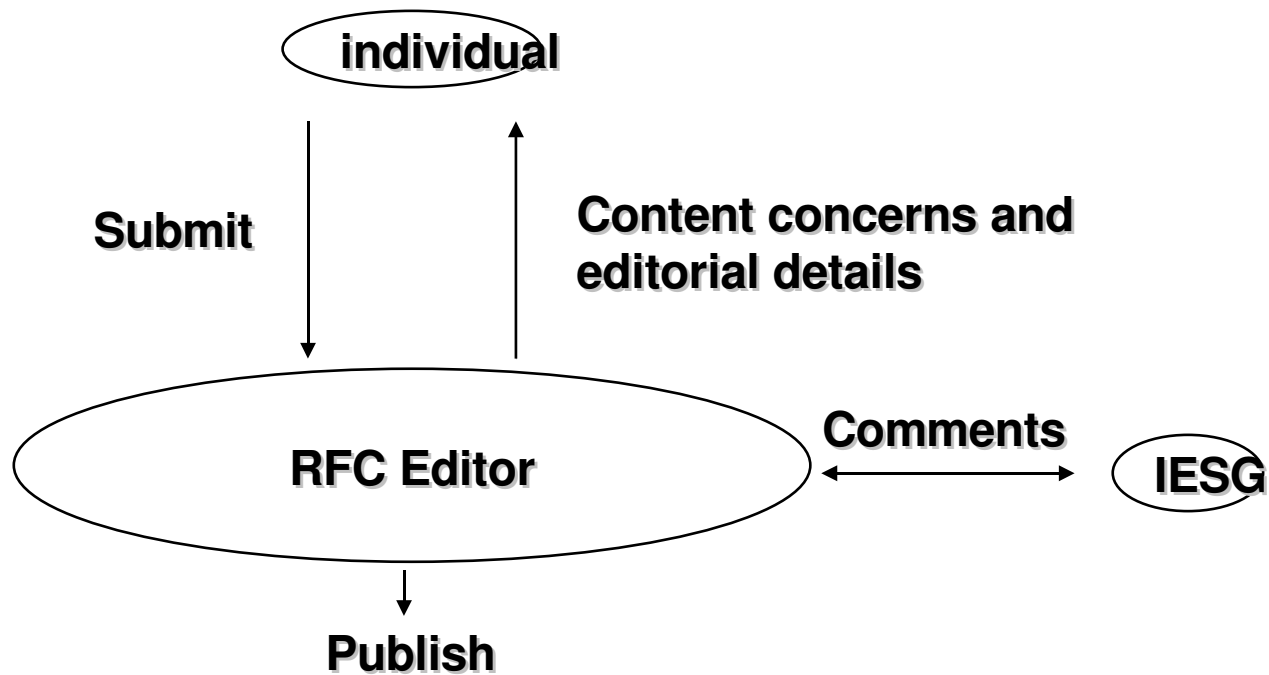 individual
Submit
Content concerns and
editorial details
Comments
RFC Editor
IESG
Publish